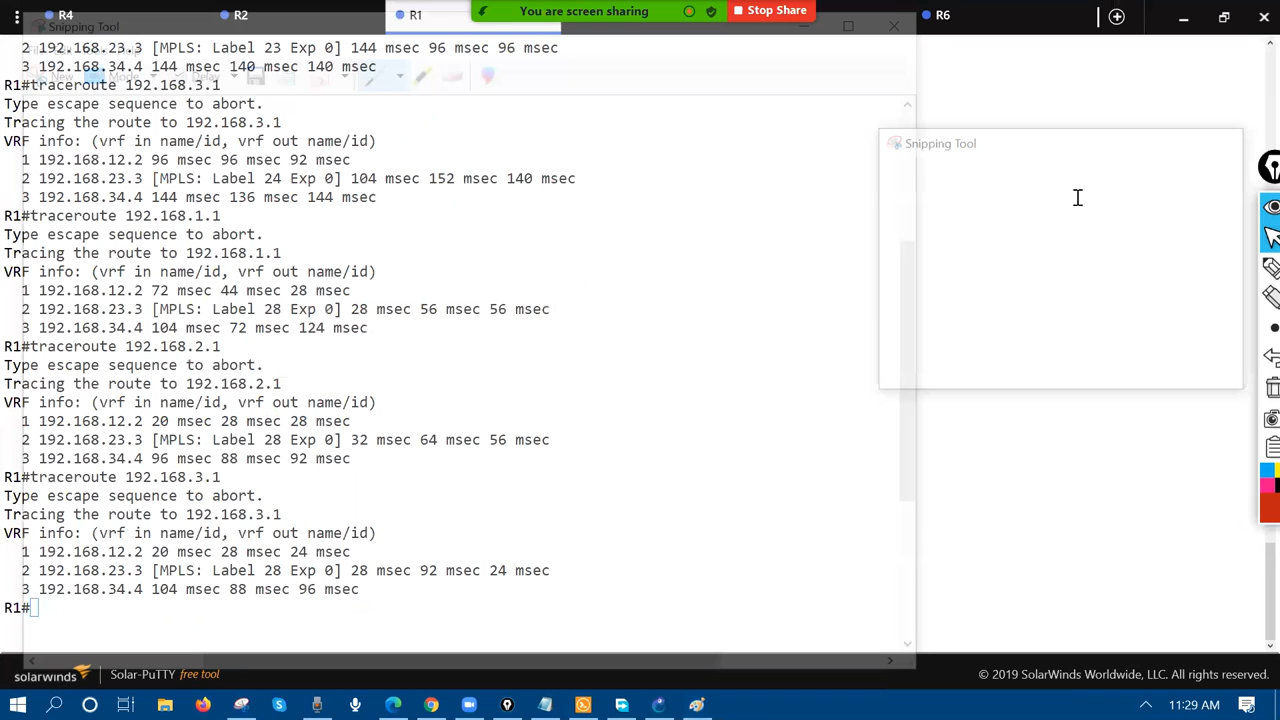 R4
R2
R1
You are screen sharing
Stop Share
R6
Snipping Tool
2 192.168.23.3 [MPLS: Label 23 Exp 0] 144 msec 96 msec 96 msec
3 192.168.34.4 144 msec 140 msec 140 msec
New
Mode
Delay
R1#traceroute 192.168.3.1
Type escape sequence to abort.
Tracing the route to 192.168.3.1
VRF info: (vrf in name/id, vrf out name/id)
1 192.168.12.2 96 msec 96 msec 92 msec
2 192.168.23.3 [MPLS: Label 24 Exp 0] 104 msec 152 msec 140 msec
3 192.168.34.4 144 msec 136 msec 144 msec
R1#traceroute 192.168.1.1
Type escape sequence to abort.
Tracing the route to 192.168.1.1
VRF info: (vrf in name/id, vrf out name/id)
1 192.168.12.2 72 msec 44 msec 28 msec
2 192.168.23.3 [MPLS: Label 28 Exp 0] 28 msec 56 msec 56 msec
3 192.168.34.4 104 msec 72 msec 124 msec
R1#traceroute 192.168.2.1
Type escape sequence to abort.
Tracing the route to 192.168.2.1
VRF info: (vrf in name/id, vrf out name/id)
1 192.168.12.2 20 msec 28 msec 28 msec
2 192.168.23.3 [MPLS: Label 28 Exp 0] 32 msec 64 msec 56 msec
3 192.168.34.4 96 msec 88 msec 92 msec
R1#traceroute 192.168.3.1
Type escape sequence to abort.
Tracing the route to 192.168.3.1
VRF info: (vrf in name/id, vrf out name/id)
1 192.168.12.2 20 msec 28 msec 24 msec
2 192.168.23.3 [MPLS: Label 28 Exp 0] 28 msec 92 msec 24 msec
3 192.168.34.4 104 msec 88 msec 96 msec
R1#
Snipping Tool
solarwinds Solar-PuTTY free tool
© 2019 SolarWinds Worldwide, LLC. All rights reserved.
11:29 AM